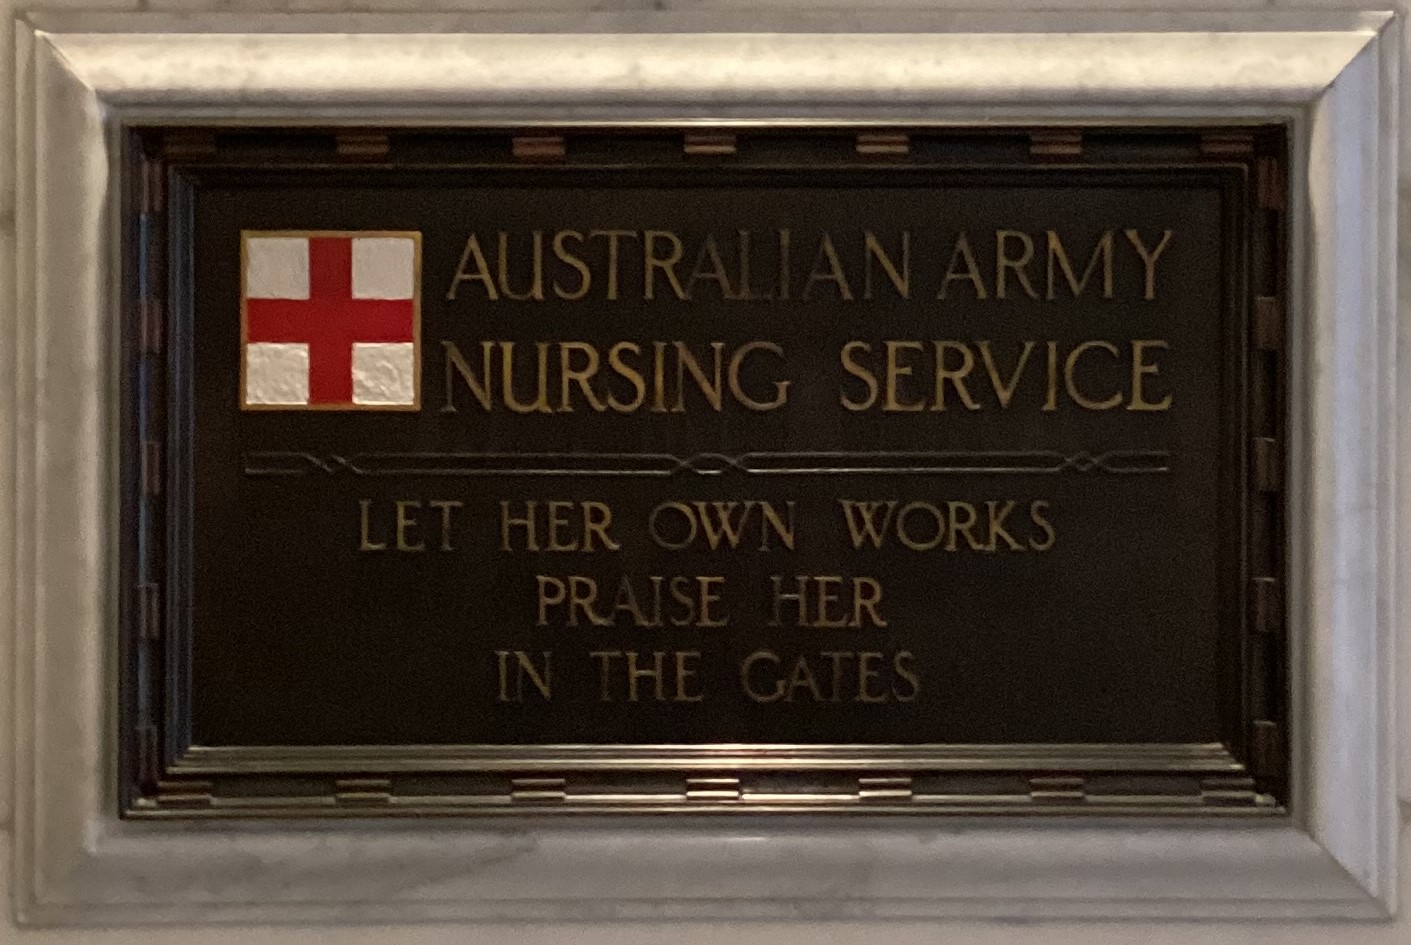 AUSTRALIAN ARMY
NURSING SERVICE
LET HER OWN WORKS
PRAISE HER
IN THE GATES